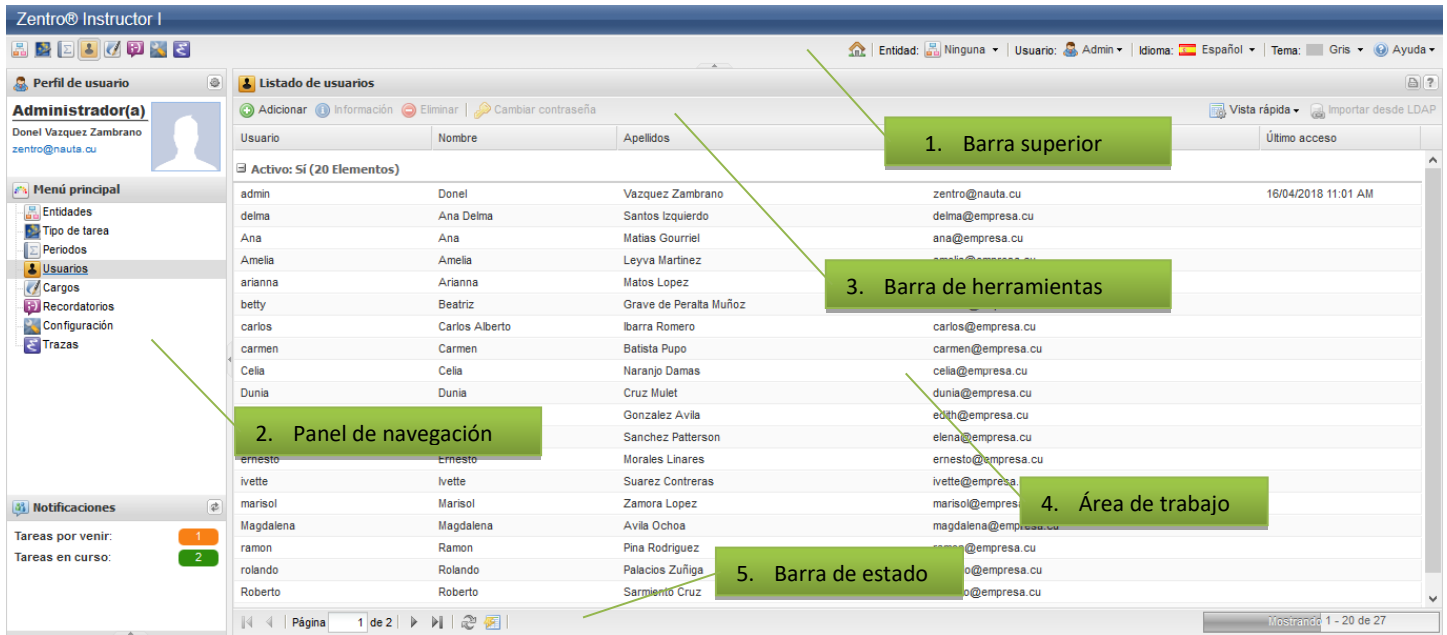 Zentro® Instructor I
Entidad: Ninguna Usuario: Admin Idioma: Español Tema: Gris Ayuda
Perfil de usuario
Administrador(a)
Donel Vazquez Zambrano
zentro@nauta.cu
Menú principal
Entidades
Tipo de tarea
Periodos
Usuarios
Cargos
Recordatorios
Configuración
Trazas
2. Panel de navegación
Notificaciones
Tareas por venir: 1
Tareas en curso: 2
Listado de usuarios
Adicionar Información Eliminar Cambiar contraseña Vista rápida Importar desde LDAP
Usuario Nombre Apellidos Último acceso
1. Barra superior
Activo: Sí (20 Elementos)
admin Donel Vazquez Zambrano zentro@nauta.cu 16/04/2018 11:01 AM
delma Ana Delma Santos Izquierdo delma@empresa.cu
Ana Ana Matias Gourriel ana@empresa.cu
Amelia Amelia Leyva Martinez
arianna Arianna Matos Lopez
3. Barra de herramientas
betty Beatriz Grave de Peralta Muñoz
carlos Carlos Alberto Ibarra Romero carlos@empresa.cu
carmen Carmen Batista Pupo carmen@empresa.cu
Celia Celia Naranjo Damas celia@empresa.cu
Dunia Dunia Cruz Mulet dunia@empresa.cu
Gonzalez Avila edith@empresa.cu
Sanchez Patterson elena@empresa.cu
ernesto Ernesto Morales Linares ernesto@empresa.cu
ivette Ivette Suarez Contreras
marisol Marisol Zamora Lopez
4. Área de trabajo
Magdalena Magdalena Avila Ochoa magdalena@empresa.cu
ramon Ramon Pina Rodriguez
rolando Rolando Palacios Zuñiga
5. Barra de estado
Roberto Roberto Sarmiento Cruz
Página 1 de 2 Mostrando 1 - 20 de 27